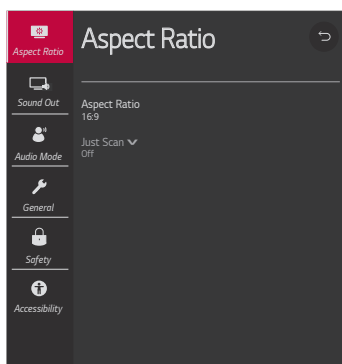 Aspect Ratio
Aspect Ratio
Sound Out
Audio Mode
General
Safety
Accessibility
Aspect Ratio
16:9
Just Scan
Off